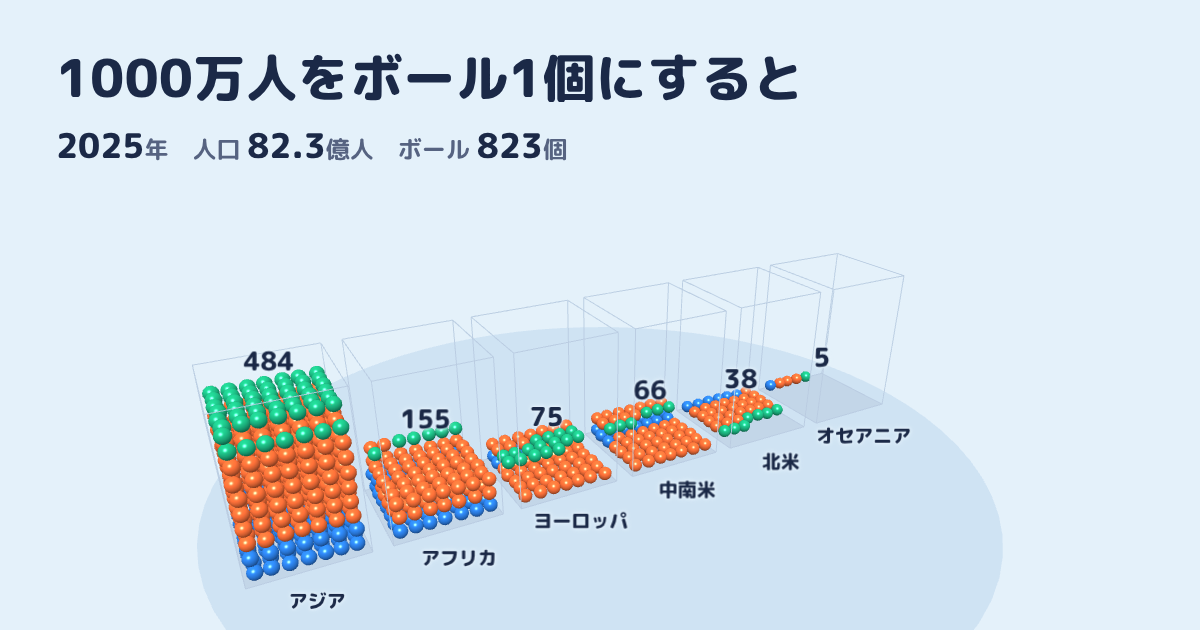 1000万人をボール1個にすると
2025年 人口 82.3億人 ボール 823個
484
155
75
66
38
5
アジア
アフリカ
ヨーロッパ
中南米
北米
オセアニア